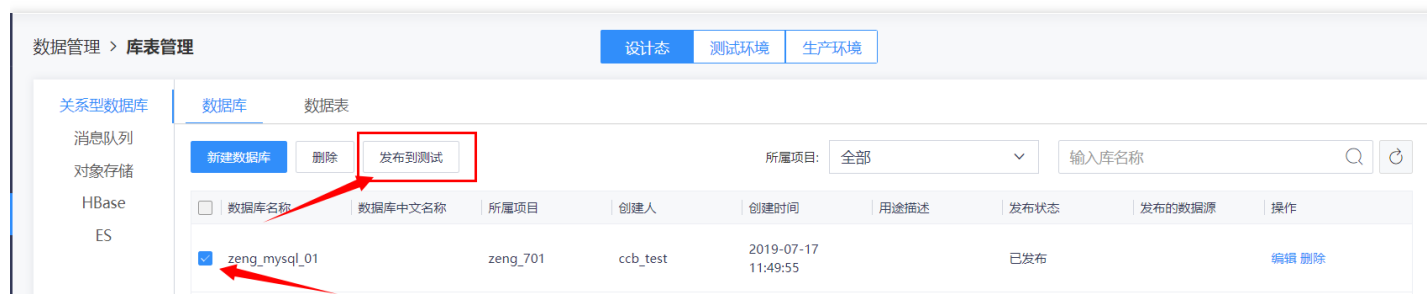 数据管理 > 库表管理
设计态 测试环境 生产环境
关系型数据库
消息队列
对象存储
HBase
ES
数据库 数据表
新建数据库 删除 发布到测试 所属项目: 全部 输入库名称
数据库名称 数据库中文名称 所属项目 创建人 创建时间 用途描述 发布状态 发布的数据源 操作
zeng_mysql_01 zeng_701 ccb_test 2019-07-17 已发布 编辑 删除
11:49:55